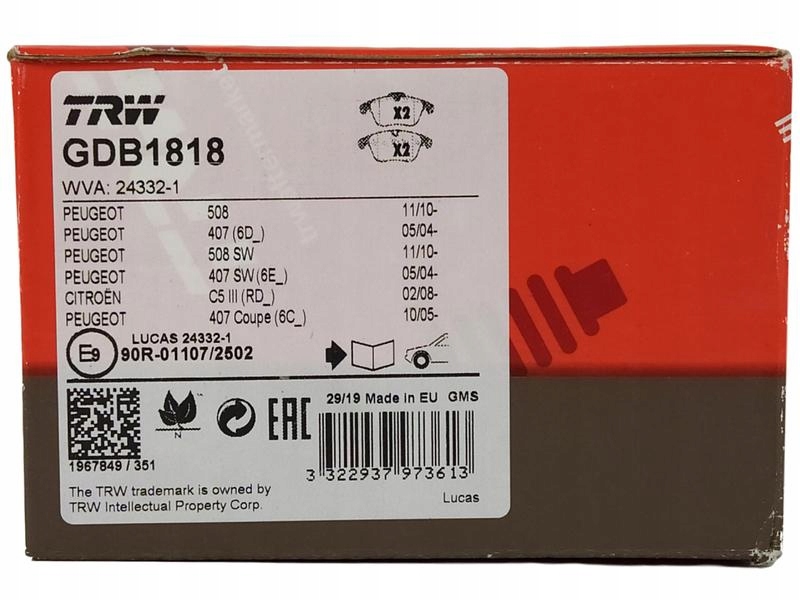 TRW
GDB1818
X2
X2
WVA: 24332-1
PEUGEOT 508 11/10-
PEUGEOT 407 (6D_) 05/04-
PEUGEOT 508 SW 11/10-
PEUGEOT 407 SW (6E_) 05/04-
CITROËN C5 III (RD_) 02/08-
PEUGEOT 407 Coupe (6C_) 10/05-
LUCAS 24332-1
E9 90R-01107/2502
29/19 Made in EU GMS
N
TM
EAC
1967849 / 351
3 322937 973613
The TRW trademark is owned by
TRW Intellectual Property Corp.
Lucas
trwaftermarket